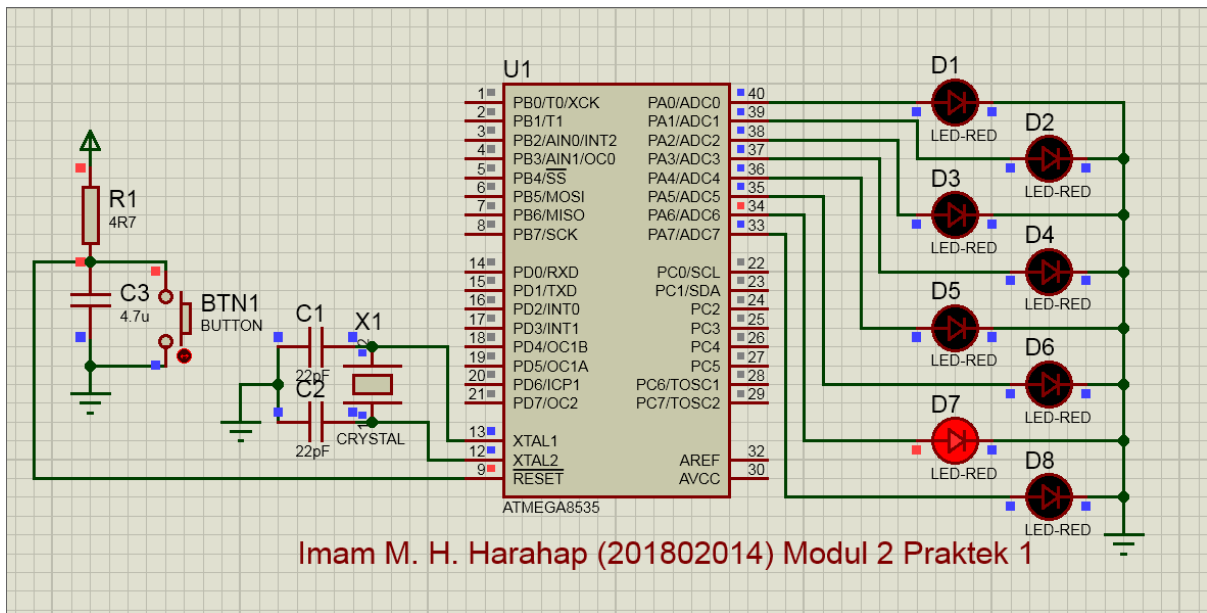 U1
1 PB0/T0/XCK PA0/ADC0 40
2 PB1/T1 PA1/ADC1 39
3 PB2/AIN0/INT2 PA2/ADC2 38
4 PB3/AIN1/OC0 PA3/ADC3 37
5 PB4/SS PA4/ADC4 36
6 PB5/MOSI PA5/ADC5 35
7 PB6/MISO PA6/ADC6 34
8 PB7/SCK PA7/ADC7 33
14 PD0/RXD PC0/SCL 22
15 PD1/TXD PC1/SDA 23
16 PD2/INT0 PC2 24
17 PD3/INT1 PC3 25
18 PD4/OC1B PC4 26
19 PD5/OC1A PC5 27
20 PD6/ICP1 PC6/TOSC1 28
21 PD7/OC2 PC7/TOSC2 29
13 XTAL1
12 XTAL2 AREF 32
9 RESET AVCC 30
ATMEGA8535
R1
4R7
C3
4.7u
BTN1
BUTTON
C1
22pF
C2
22pF
X1
2
1
CRYSTAL
D1
LED-RED
D2
LED-RED
D3
LED-RED
D4
LED-RED
D5
LED-RED
D6
LED-RED
D7
LED-RED
D8
LED-RED
Imam M. H. Harahap (201802014) Modul 2 Praktek 1